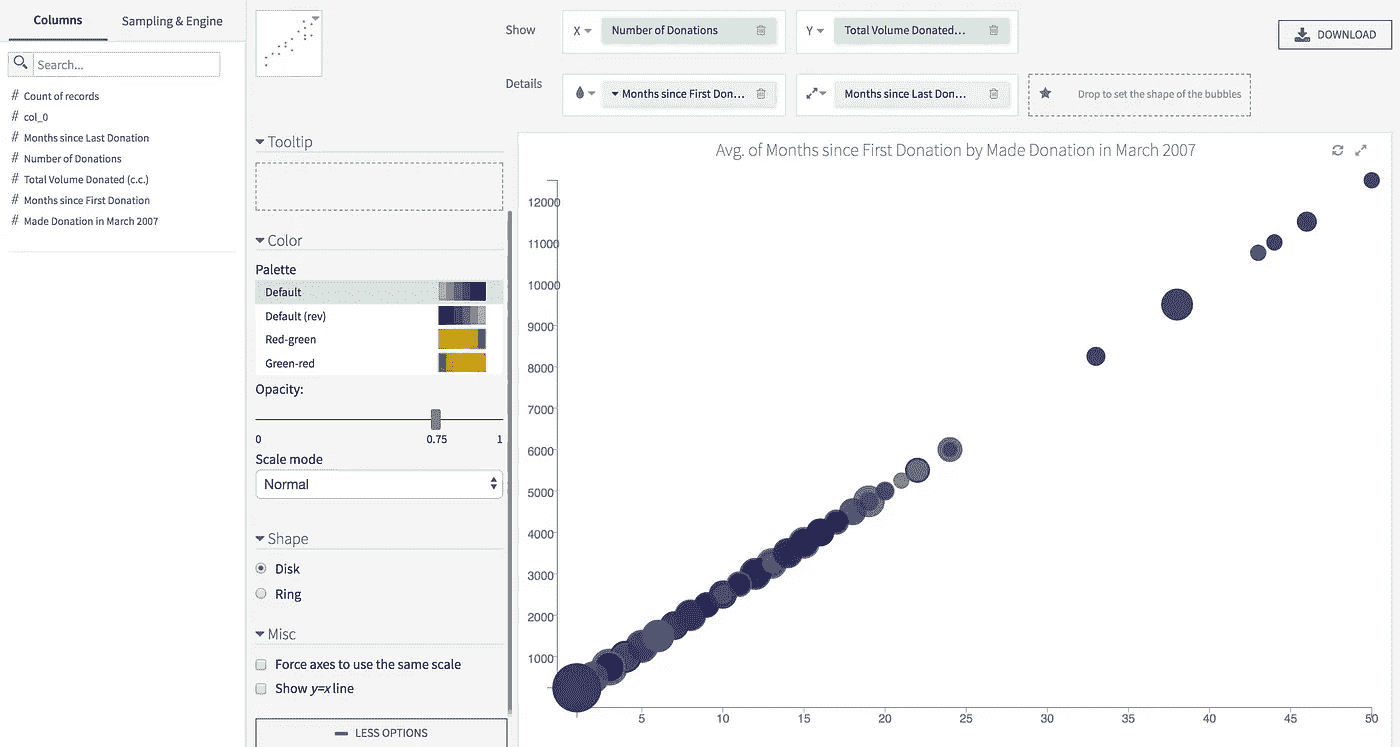 Columns
Sampling & Engine
Search...
# Count of records
# col_0
# Months since Last Donation
# Number of Donations
# Total Volume Donated (c.c.)
# Months since First Donation
# Made Donation in March 2007
Show
X
Number of Donations
Y
Total Volume Donated...
DOWNLOAD
Details
Months since First Don...
Months since Last Don...
Drop to set the shape of the bubbles
Tooltip
Color
Palette
Default
Default (rev)
Red-green
Green-red
Opacity:
0
0.75
1
Scale mode
Normal
Shape
Disk
Ring
Misc
Force axes to use the same scale
Show y=x line
LESS OPTIONS
Avg. of Months since First Donation by Made Donation in March 2007
12000
11000
10000
9000
8000
7000
6000
5000
4000
3000
2000
1000
5 10 15 20 25 30 35 40 45 50